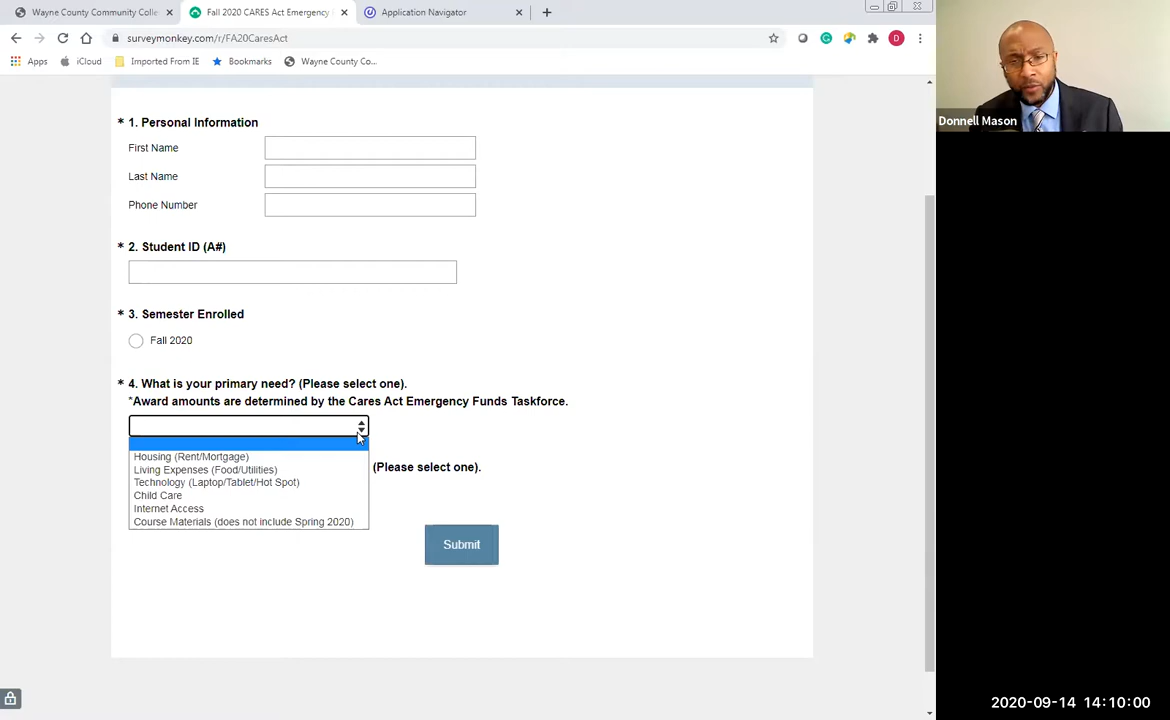 Wayne County Community Colle
Fall 2020 CARES Act Emergency
Application Navigator
surveymonkey.com/r/FA20CaresAct
D
Apps
iCloud
Imported From IE
Bookmarks
Wayne County Co...
Donnell Mason
* 1. Personal Information
First Name
Last Name
Phone Number
* 2. Student ID (A#)
* 3. Semester Enrolled
Fall 2020
* 4. What is your primary need? (Please select one).
*Award amounts are determined by the Cares Act Emergency Funds Taskforce.
Housing (Rent/Mortgage)
Living Expenses (Food/Utilities)
Technology (Laptop/Tablet/Hot Spot)
Child Care
Internet Access
Course Materials (does not include Spring 2020)
(Please select one).
Submit
2020-09-14 14:10:00